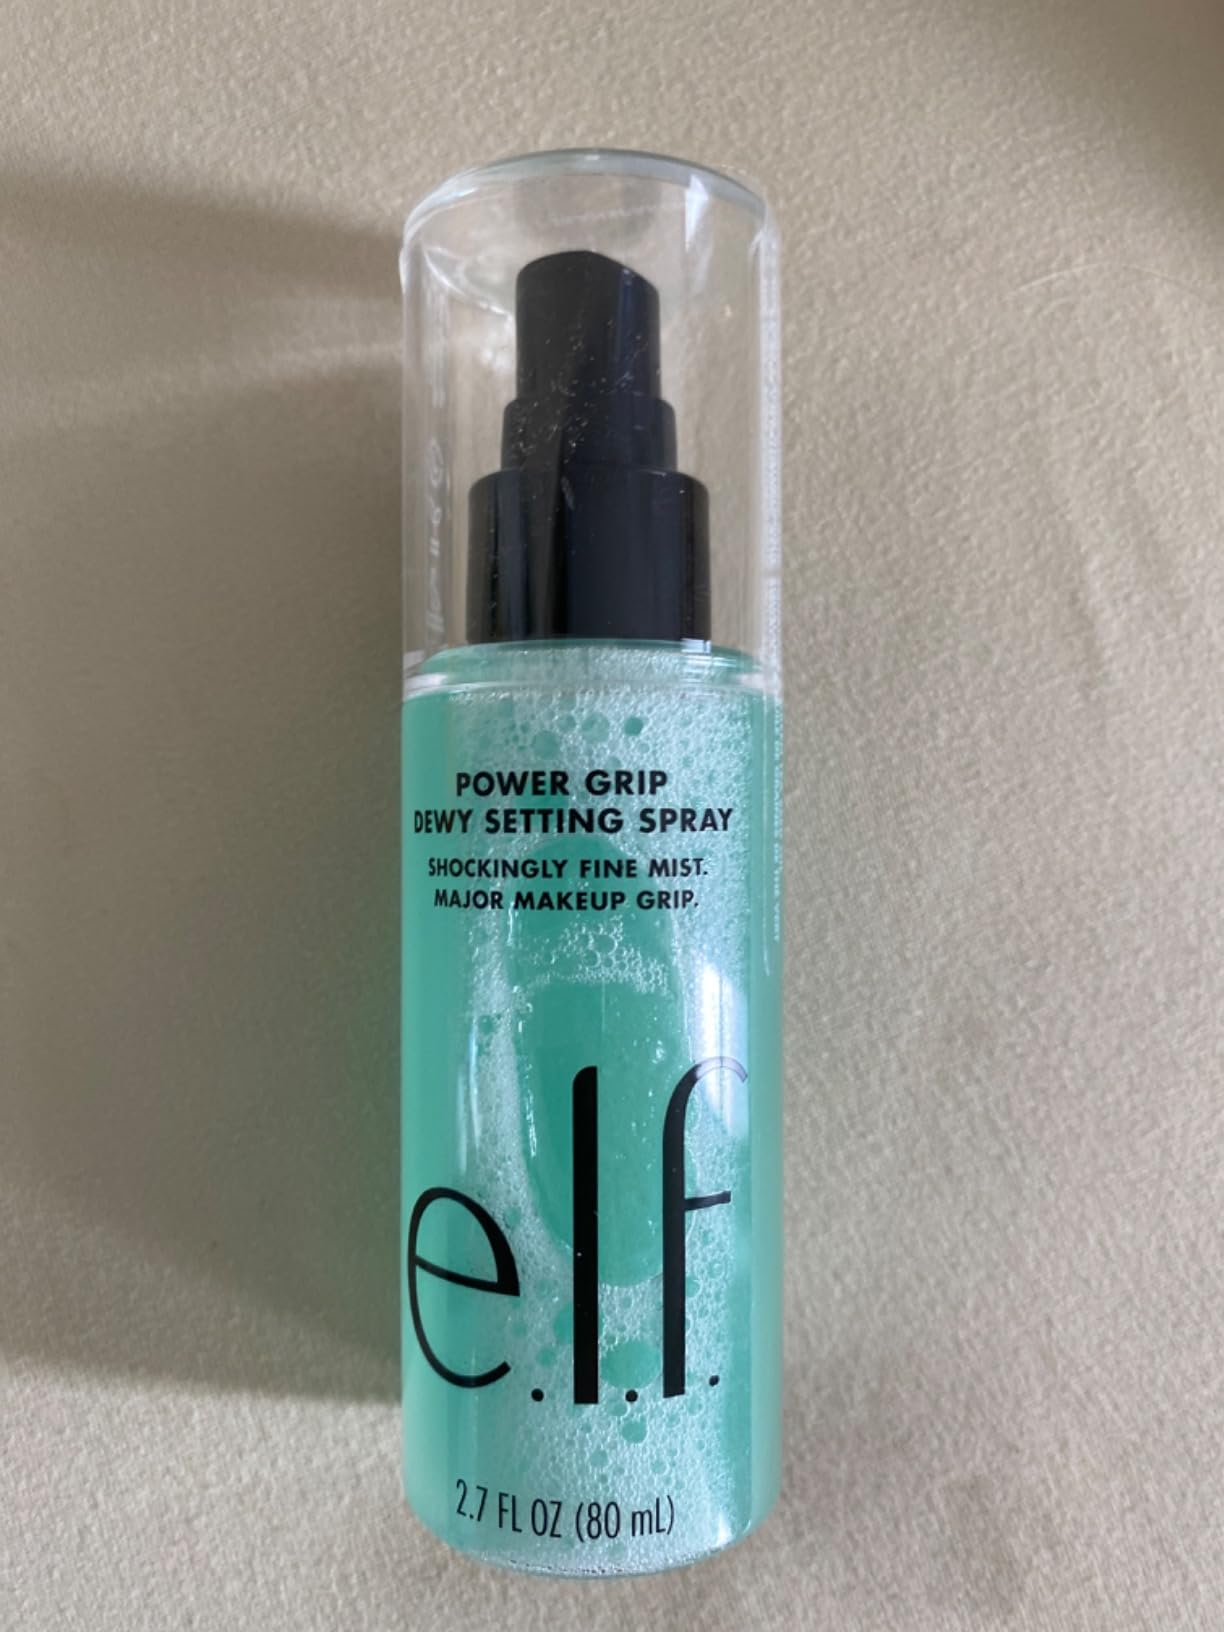 POWER GRIP
DEWY SETTING SPRAY
SHOCKINGLY FINE MIST.
MAJOR MAKEUP GRIP.
e.l.f.
2.7 FL OZ (80 mL)